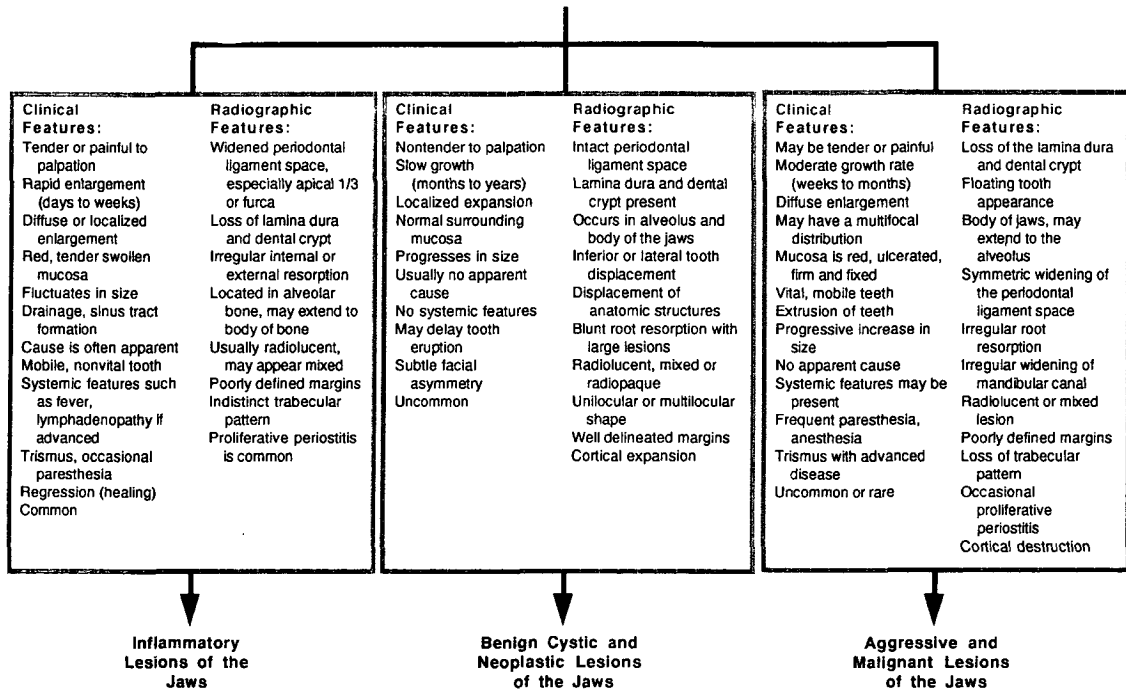 Clinical
Features:
Tender or painful to
palpation
Rapid enlargement
(days to weeks)
Diffuse or localized
enlargement
Red, tender swollen
mucosa
Fluctuates in size
Drainage, sinus tract
formation
Cause is often apparent
Mobile, nonvital tooth
Systemic features such
as fever,
lymphadenopathy if
advanced
Trismus, occasional
paresthesia
Regression (healing)
Common
Radiographic
Features:
Widened periodontal
ligament space,
especially apical 1/3
or furca
Loss of lamina dura
and dental crypt
Irregular internal or
external resorption
Located in alveolar
bone, may extend to
body of bone
Usually radiolucent,
may appear mixed
Poorly defined margins
Indistinct trabecular
pattern
Proliferative periostitis
is common
Inflammatory
Lesions of the
Jaws
Clinical
Features:
Nontender to palpation
Slow growth
(months to years)
Localized expansion
Normal surrounding
mucosa
Progresses in size
Usually no apparent
cause
No systemic features
May delay tooth
eruption
Subtle facial
asymmetry
Uncommon
Radiographic
Features:
Intact periodontal
ligament space
Lamina dura and dental
crypt present
Occurs in alveolus and
body of the jaws
Inferior or lateral tooth
displacement
Displacement of
anatomic structures
Blunt root resorption with
large lesions
Radiolucent, mixed or
radiopaque
Unilocular or multilocular
shape
Well delineated margins
Cortical expansion
Benign Cystic and
Neoplastic Lesions
of the Jaws
Clinical
Features:
May be tender or painful
Moderate growth rate
(weeks to months)
Diffuse enlargement
May have a multifocal
distribution
Mucosa is red, ulcerated,
firm and fixed
Vital, mobile teeth
Extrusion of teeth
Progressive increase in
size
No apparent cause
Systemic features may be
present
Frequent paresthesia,
anesthesia
Trismus with advanced
disease
Uncommon or rare
Radiographic
Features:
Loss of the lamina dura
and dental crypt
Floating tooth
appearance
Body of jaws, may
extend to the
alveolus
Symmetric widening of
the periodontal
ligament space
Irregular root
resorption
Irregular widening of
mandibular canal
Radiolucent or mixed
lesion
Poorly defined margins
Loss of trabecular
pattern
Occasional
proliferative
periostitis
Cortical destruction
Aggressive and
Malignant Lesions
of the Jaws